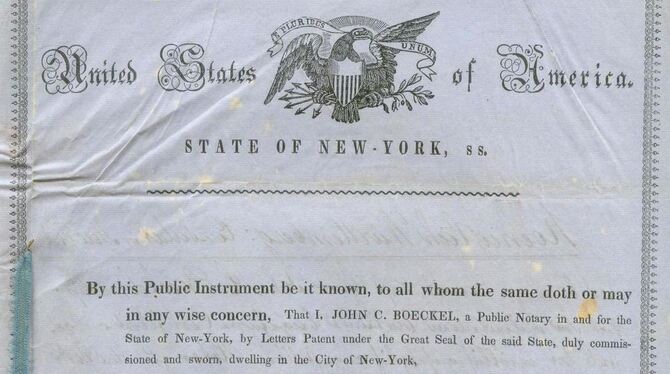 E PLURIBUS UNUM
United States of America.
STATE OF NEW-YORK, ss.
By this Public Instrument be it known, to all whom the same doth or may
in any wise concern, That I, JOHN C. BOECKEL, a Public Notary in and for the
State of New-York, by Letters Patent under the Great Seal of the said State, duly commis-
sioned and sworn, dwelling in the City of New-York,